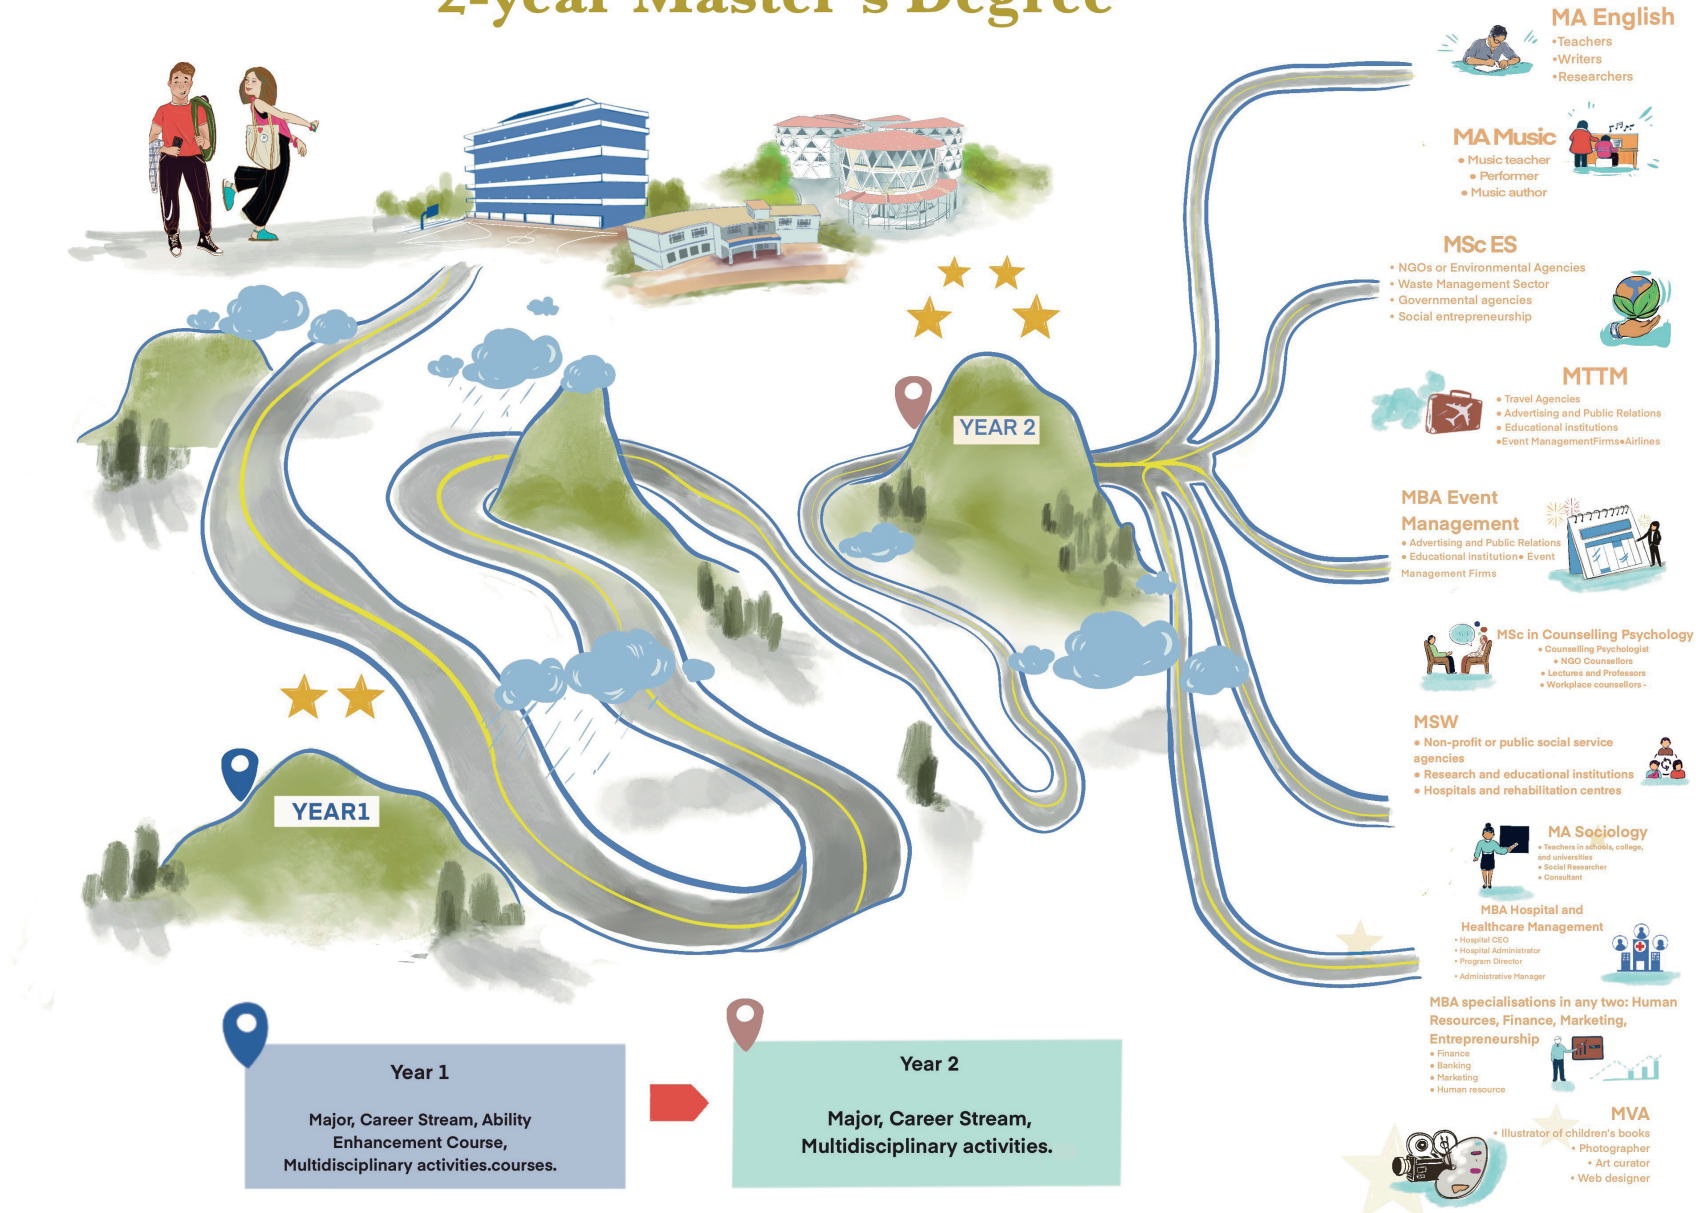 2-year Master's Degree
MA English
•Teachers
•Writers
•Researchers
MA Music
• Music teacher
• Performer
• Music author
MSc ES
• NGOs or Environmental Agencies
• Waste Management Sector
• Governmental agencies
• Social entrepreneurship
MTTM
• Travel Agencies
• Advertising and Public Relations
• Educational institutions
•Event ManagementFirms•Airlines
YEAR 2
MBA Event
Management
• Advertising and Public Relations
• Educational institution• Event
Management Firms
MSc in Counselling Psychology
• Counselling Psychologist
• NGO Counsellors
• Lectures and Professors
• Workplace counsellors -
MSW
• Non-profit or public social service
agencies
• Research and educational institutions
• Hospitals and rehabilitation centres
YEAR1
MA Sociology
• Teachers in schools, college,
and universities
• Social Researcher
• Consultant
MBA Hospital and
Healthcare Management
• Hospital CEO
• Hospital Administrator
• Program Director
• Administrative Manager
MBA specialisations in any two: Human
Resources, Finance, Marketing,
Entrepreneurship
• Finance
• Banking
• Marketing
• Human resource
MVA
• Illustrator of children's books
• Photographer
• Art curator
• Web designer
Year 1
Major, Career Stream, Ability
Enhancement Course,
Multidisciplinary activities.courses.
Year 2
Major, Career Stream,
Multidisciplinary activities.